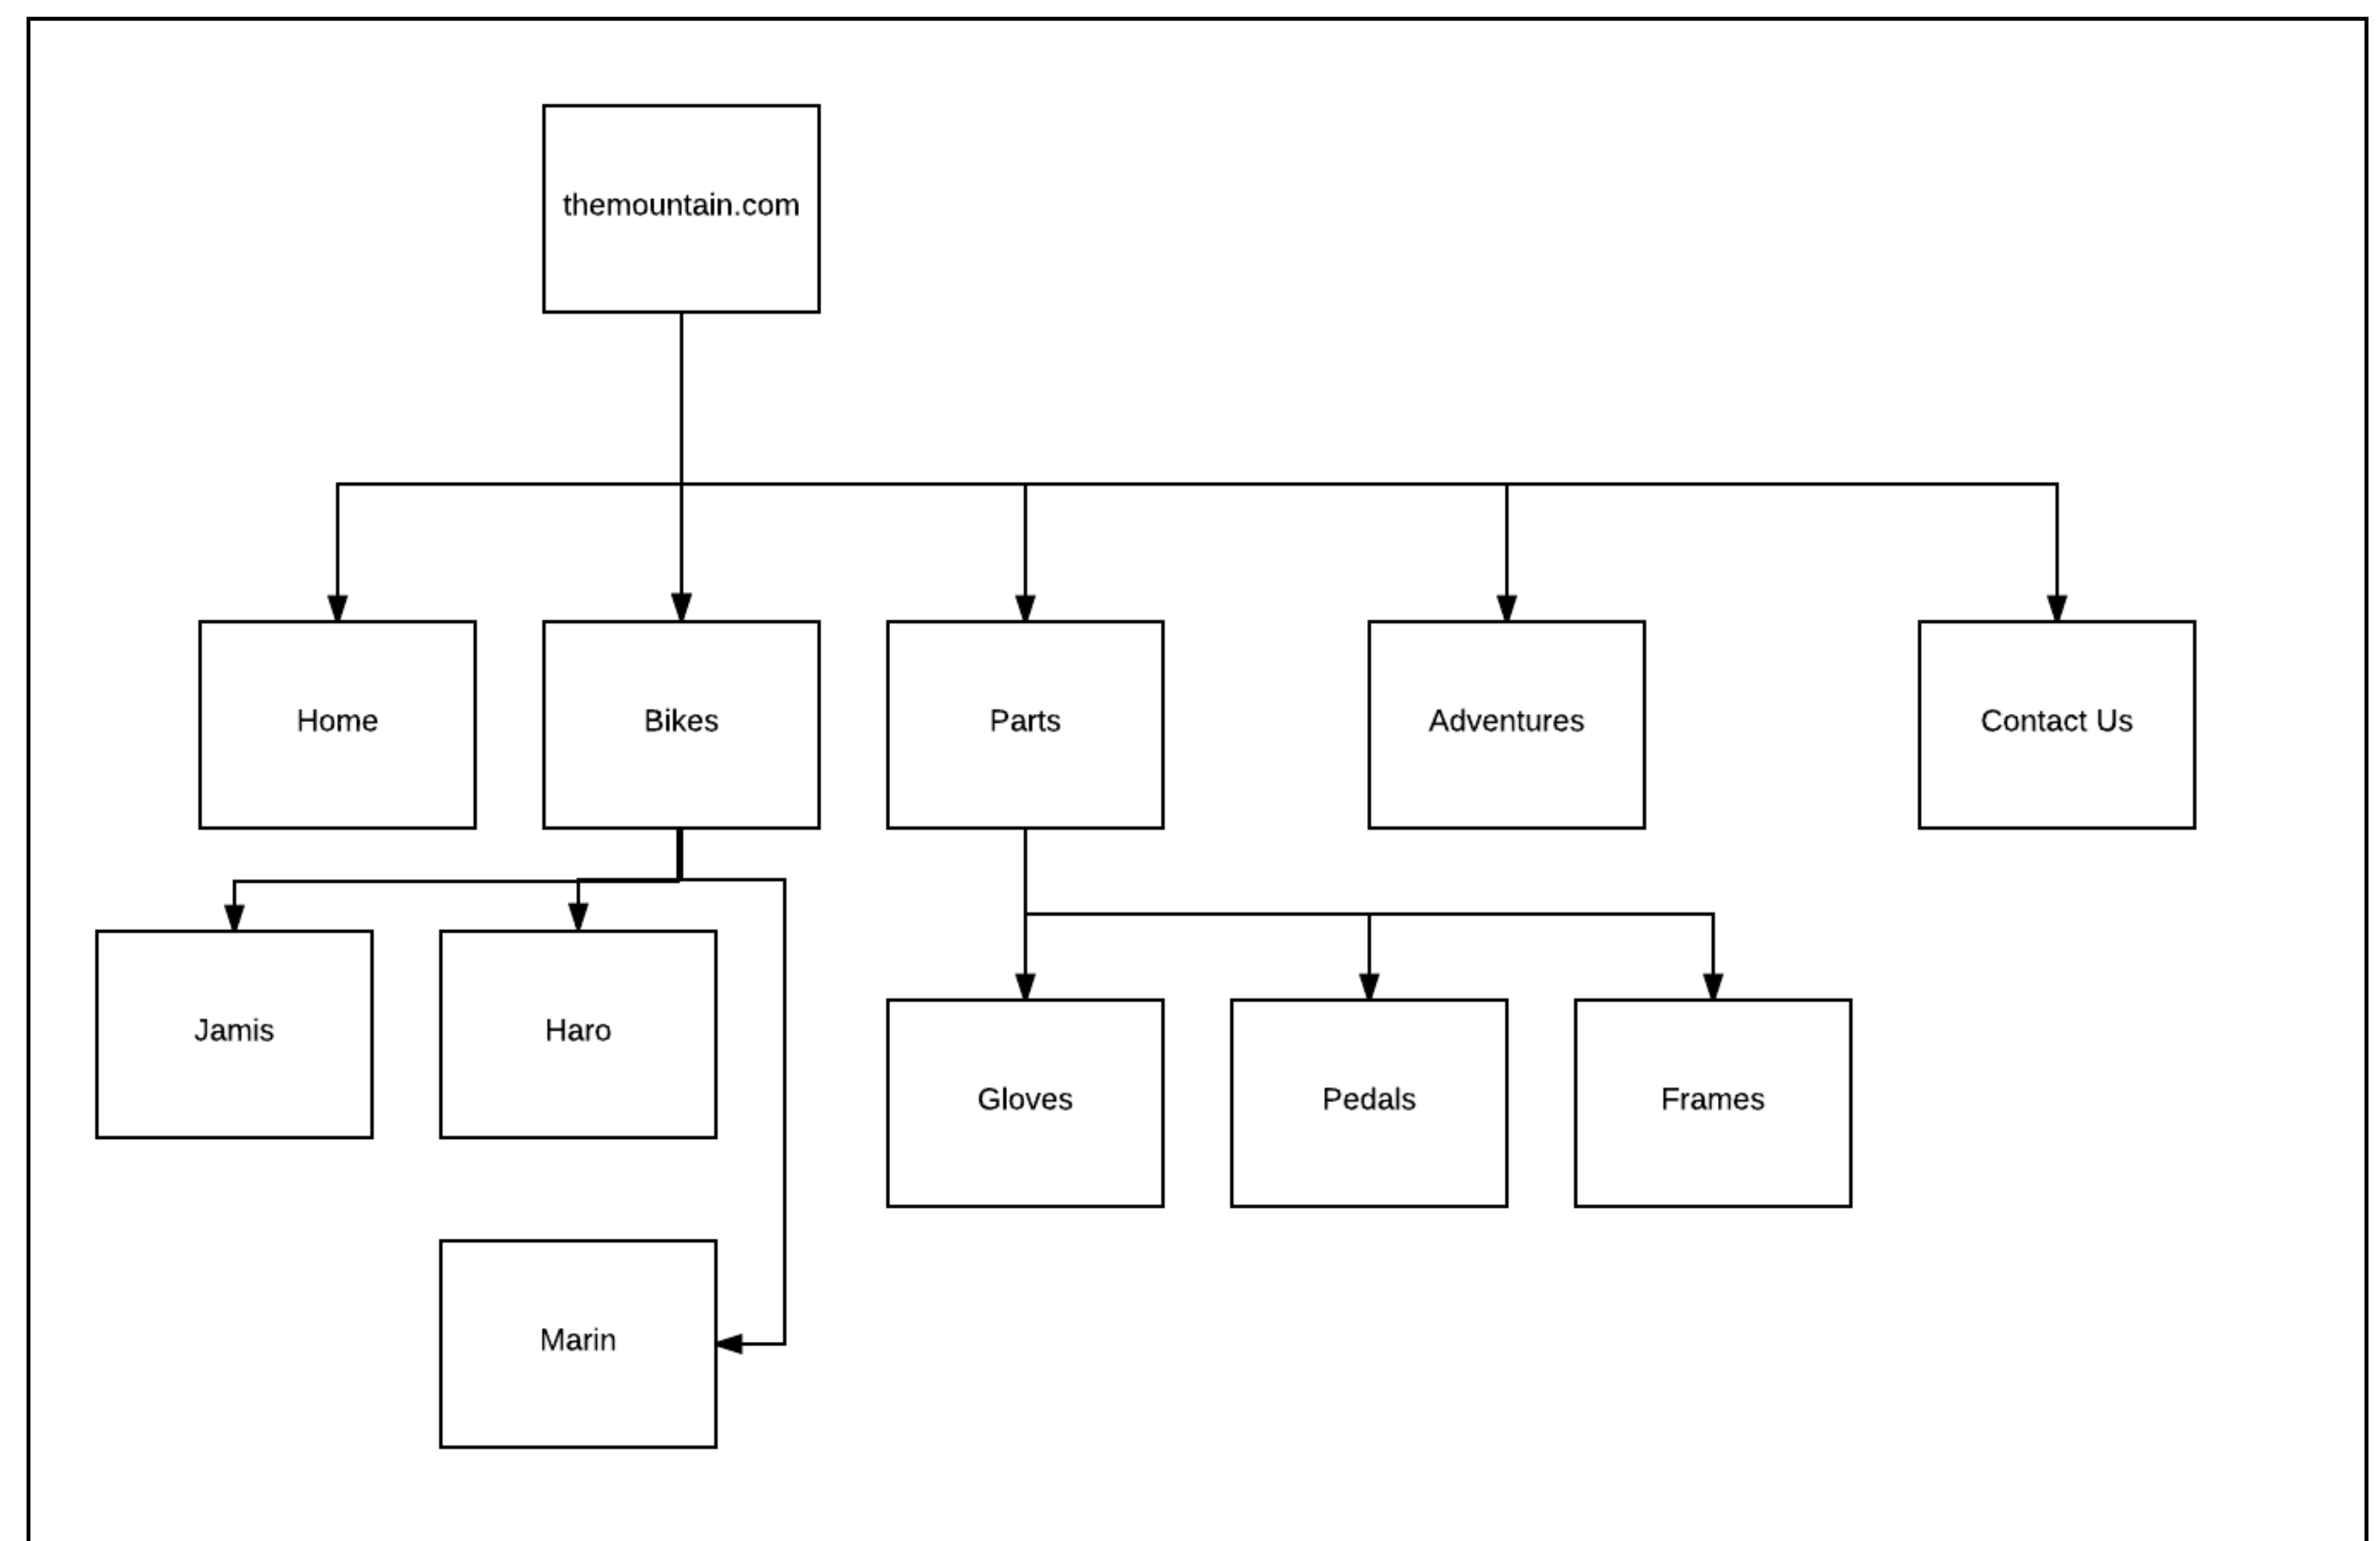 themountain.com
Home
Bikes
Parts
Adventures
Contact Us
Jamis
Haro
Gloves
Pedals
Frames
Marin